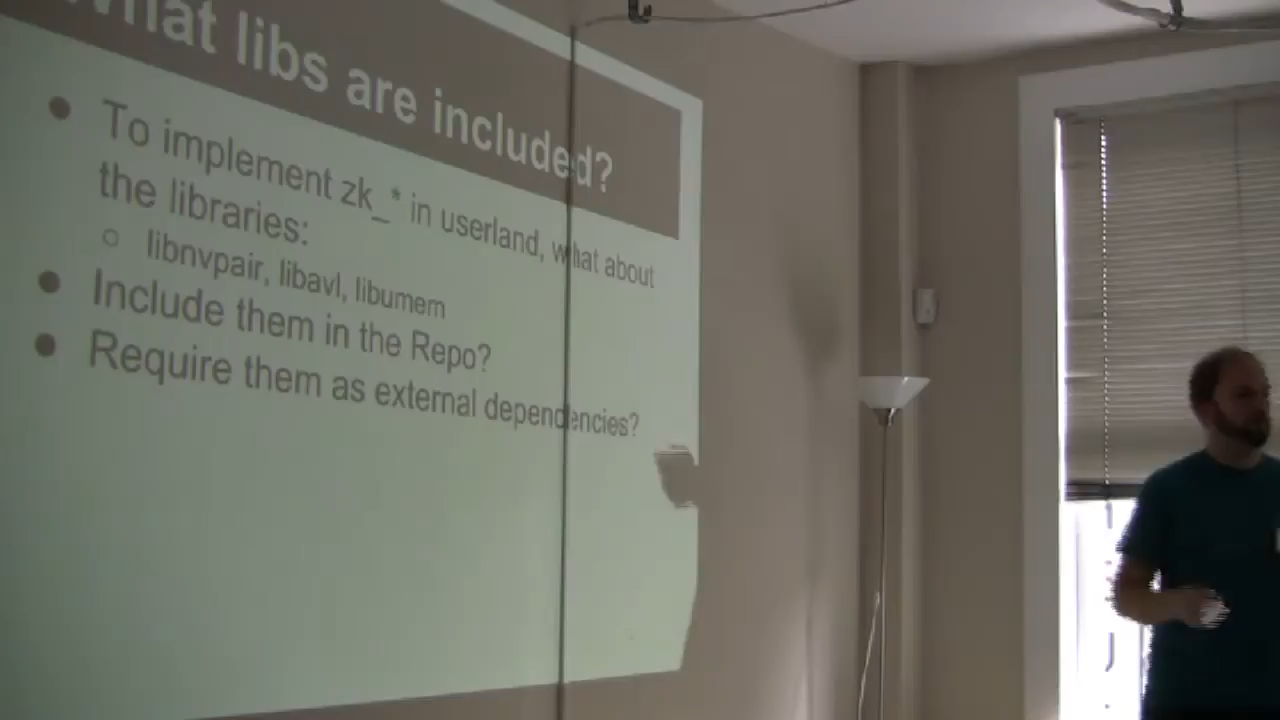 What libs are included?
To implement zk_* in userland, what about
the libraries:
libnvpair, libavl, libumem
Include them in the Repo?
Require them as external dependencies?